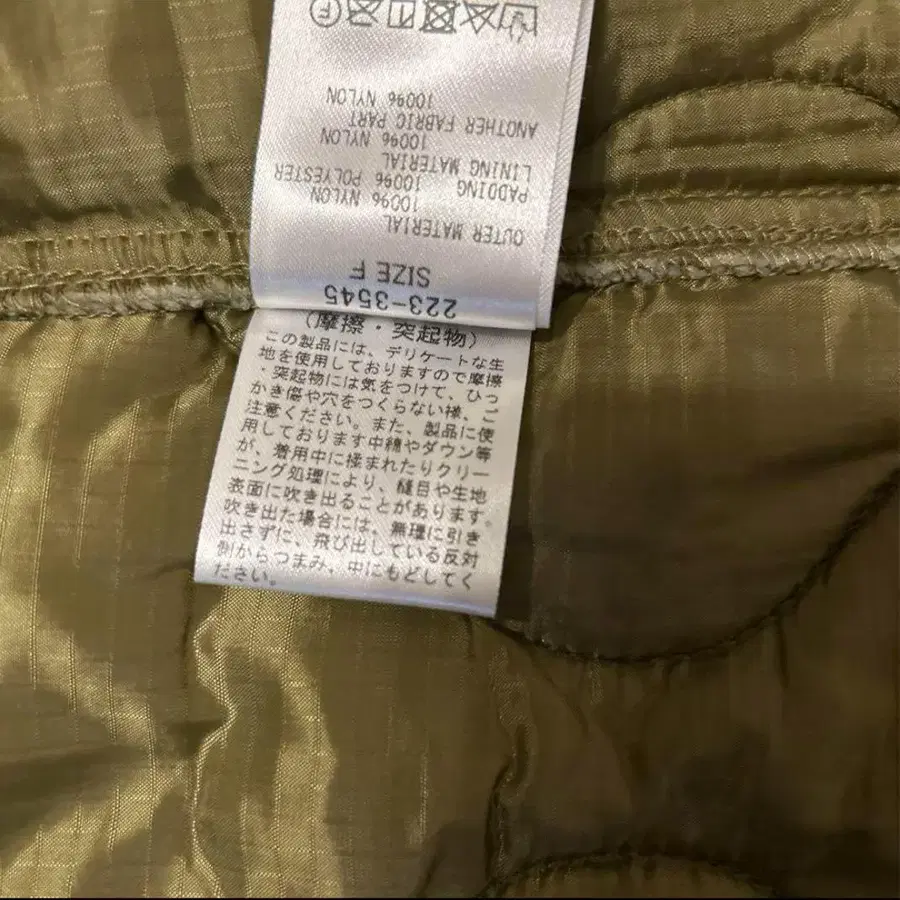 223-3545
SIZE F
OUTER MATERIAL
100% NYLON
PADDING
100% POLYESTER
LINING MATERIAL
100% NYLON
ANOTHER FABRIC PART
100% NYLON
F
(摩擦・突起物)
この製品には、デリケートな生
地を使用しておりますので摩擦
・突起物には気をつけて、ひっ
かき傷や穴をつくらない様、ご
注意ください。また、製品に使
用しております中綿やダウン等
が、着用中に揉まれたりクリー
ニング処理により、縫目や生地
表面に吹き出ることがあります。
吹き出た場合には、無理に引き
出さずに、飛び出している反対
側からつまみ、中にもどしてく
ださい。